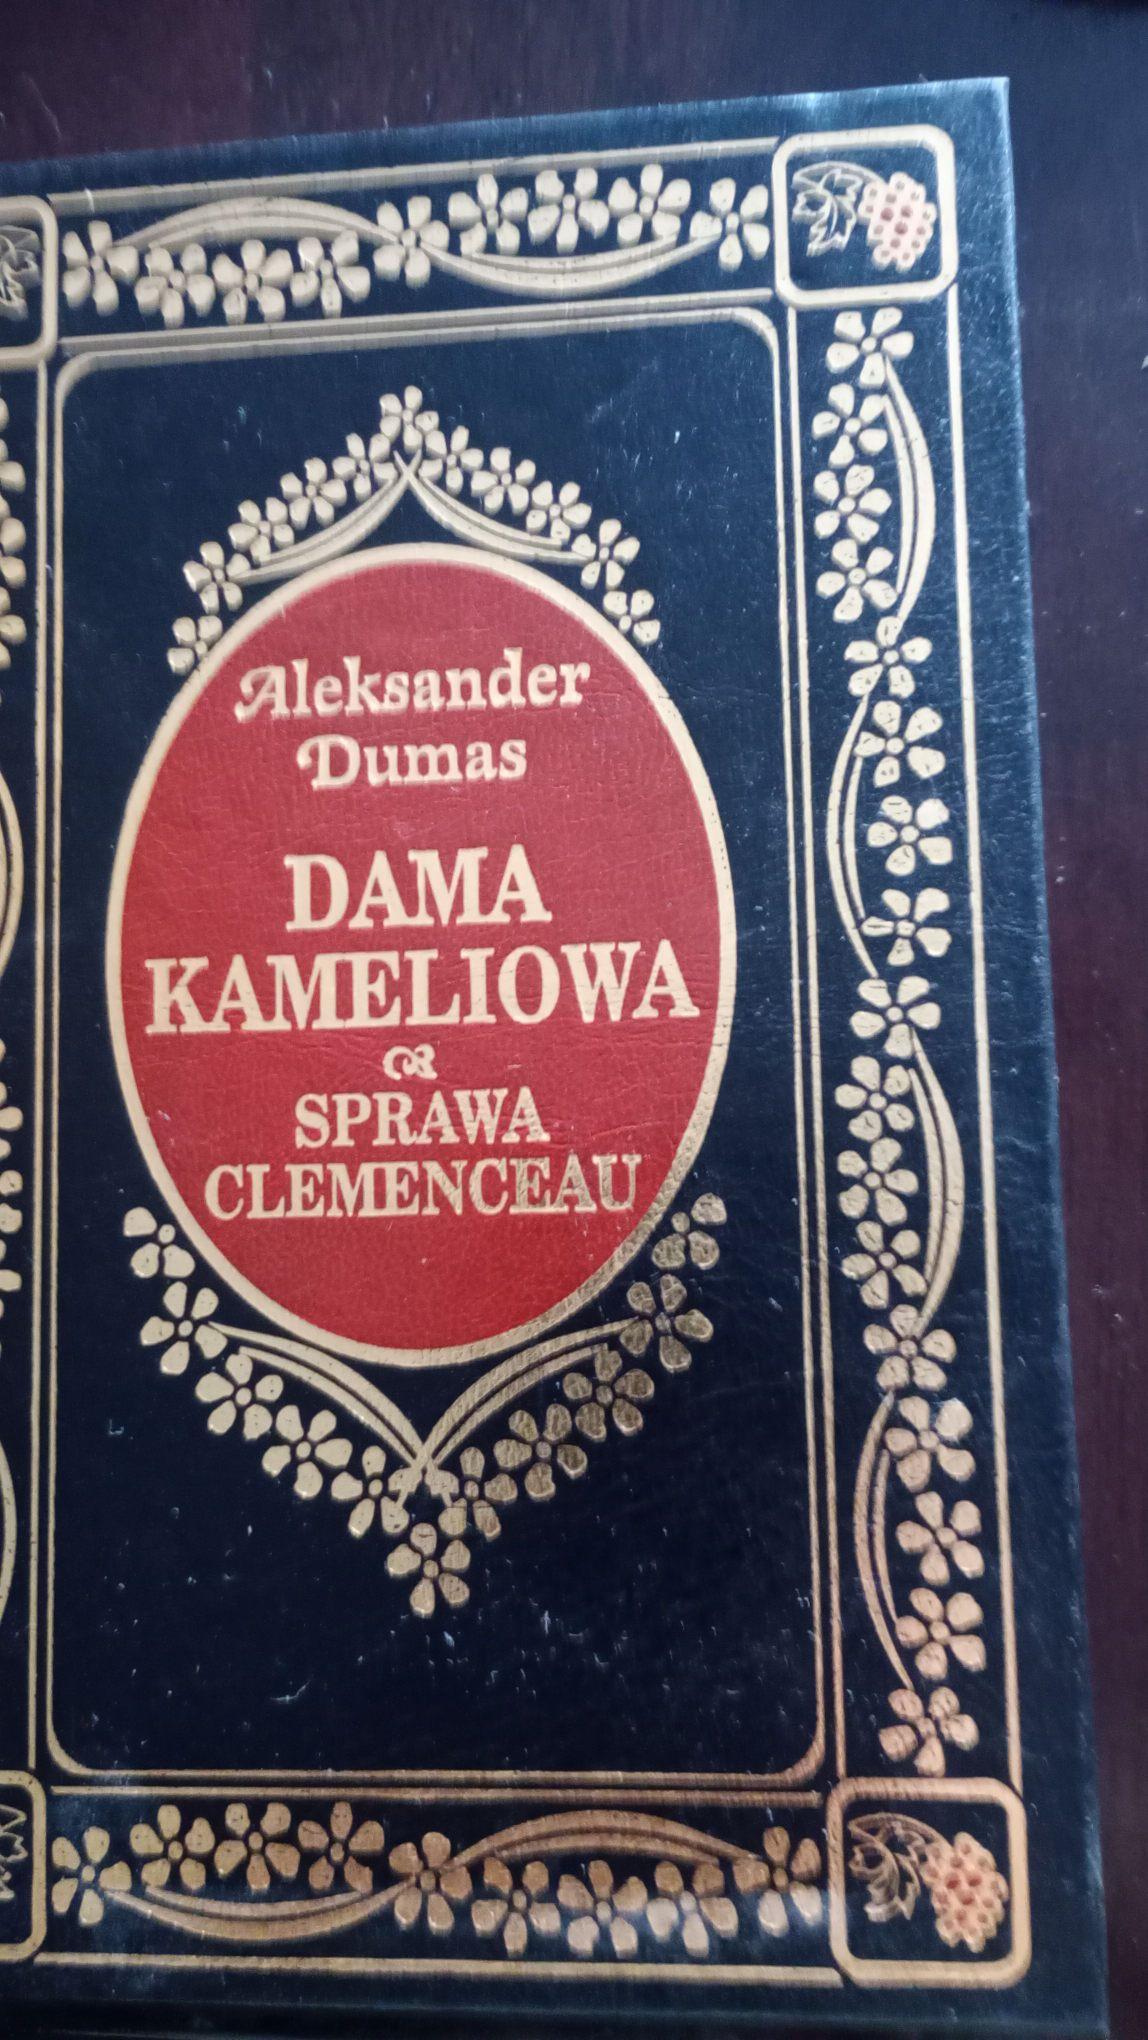 Aleksander
Dumas
DAMA
KAMELIOWA
SPRAWA
CLEMENCEAU